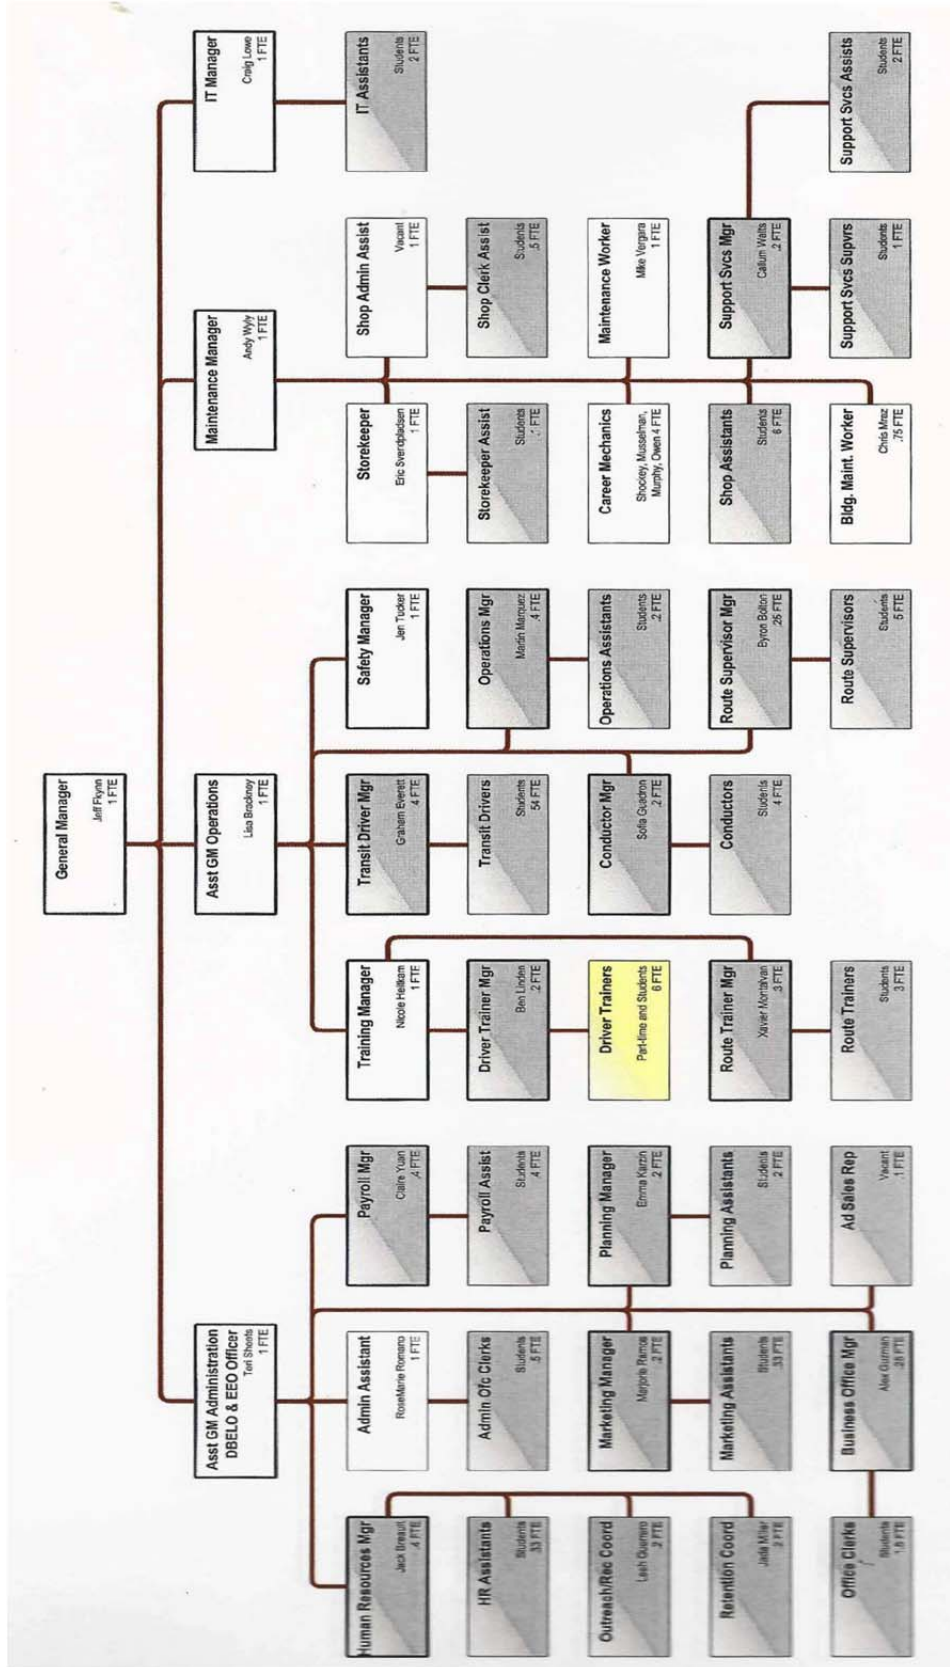 General Manager
Jeff Flynn
1 FTE
Asst GM Administration
DBELO & EEO Officer
Teri Sheets
1 FTE
Asst GM Operations
Lisa Brockney
1 FTE
Maintenance Manager
Andy Wyly
1 FTE
IT Manager
Craig Lowe
1 FTE
Human Resources Mgr
Jack Breault
.4 FTE
Admin Assistant
RoseMarie Romano
1 FTE
Payroll Mgr
Claire Yuan
.4 FTE
Training Manager
Nicole Heitkam
1 FTE
Transit Driver Mgr
Graham Everett
.4 FTE
Safety Manager
Jen Tucker
1 FTE
Storekeeper
Eric Svendpladsen
1 FTE
Shop Admin Assist
Vacant
1 FTE
IT Assistants
Students
2 FTE
HR Assistants
Students
.33 FTE
Admin Ofc Clerks
Students
.5 FTE
Payroll Assist
Students
.4 FTE
Driver Trainer Mgr
Ben Linden
.2 FTE
Transit Drivers
Students
54 FTE
Operations Mgr
Martin Marquez
.4 FTE
Storekeeper Assist
Students
FTE
Shop Clerk Assist
Students
.5 FTE
Outreach/Rec Coord
Leah Guerrero
.2 FTE
Marketing Manager
Marjorie Ramos
.2 FTE
Planning Manager
Emma Karzin
.2 FTE
Driver Trainers
Part-time and Students
6 FTE
Conductor Mgr
Sofia Guadron
.2 FTE
Operations Assistants
Students
.2 FTE
Career Mechanics
Shockey, Musselman,
Murphy, Owen 4 FTE
Maintenance Worker
Mike Vergara
1 FTE
Retention Coord
Jada Miler
FTE
Marketing Assistants
Students
.33 FTE
Planning Assistants
Students
.2 FTE
Route Trainer Mgr
Xavier Montalvan
.3 FTE
Conductors
Students
4 FTE
Route Supervisor Mgr
Byron Bolton
.25 FTE
Shop Assistants
Students
6 FTE
Support Svcs Mgr
Callum Watts
.2 FTE
Office Clerks
Students
1.8 FTE
Business Office Mgr
Alex Guzman
FTE
Ad Sales Rep
Vacant
.1 FTE
Route Trainers
Students
3 FTE
Route Supervisors
Students
5 FTE
Bldg. Maint. Worker
Chris Mraz
.75 FTE
Support Svcs Supvrs
Students
1 FTE
Support Svcs Assists
Students
2 FTE